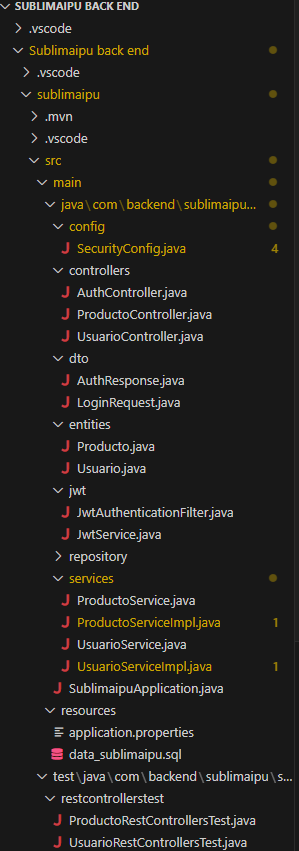 SUBLIMAIPU BACK END
.vscode
Sublimaipu back end
.vscode
sublimaipu
.mvn
.vscode
src
main
java\com\backend\sublimaipu...
config
SecurityConfig.java 4
controllers
AuthController.java
ProductoController.java
UsuarioController.java
dto
AuthResponse.java
LoginRequest.java
entities
Producto.java
Usuario.java
jwt
JwtAuthenticationFilter.java
JwtService.java
repository
services
ProductoService.java
ProductoServiceImpl.java 1
UsuarioService.java
UsuarioServiceImpl.java 1
SublimaipuApplication.java
resources
application.properties
data_sublimaipu.sql
test\java\com\backend\sublimaipu\s...
restcontrollerstest
ProductoRestControllersTest.java
UsuarioRestControllersTest.java